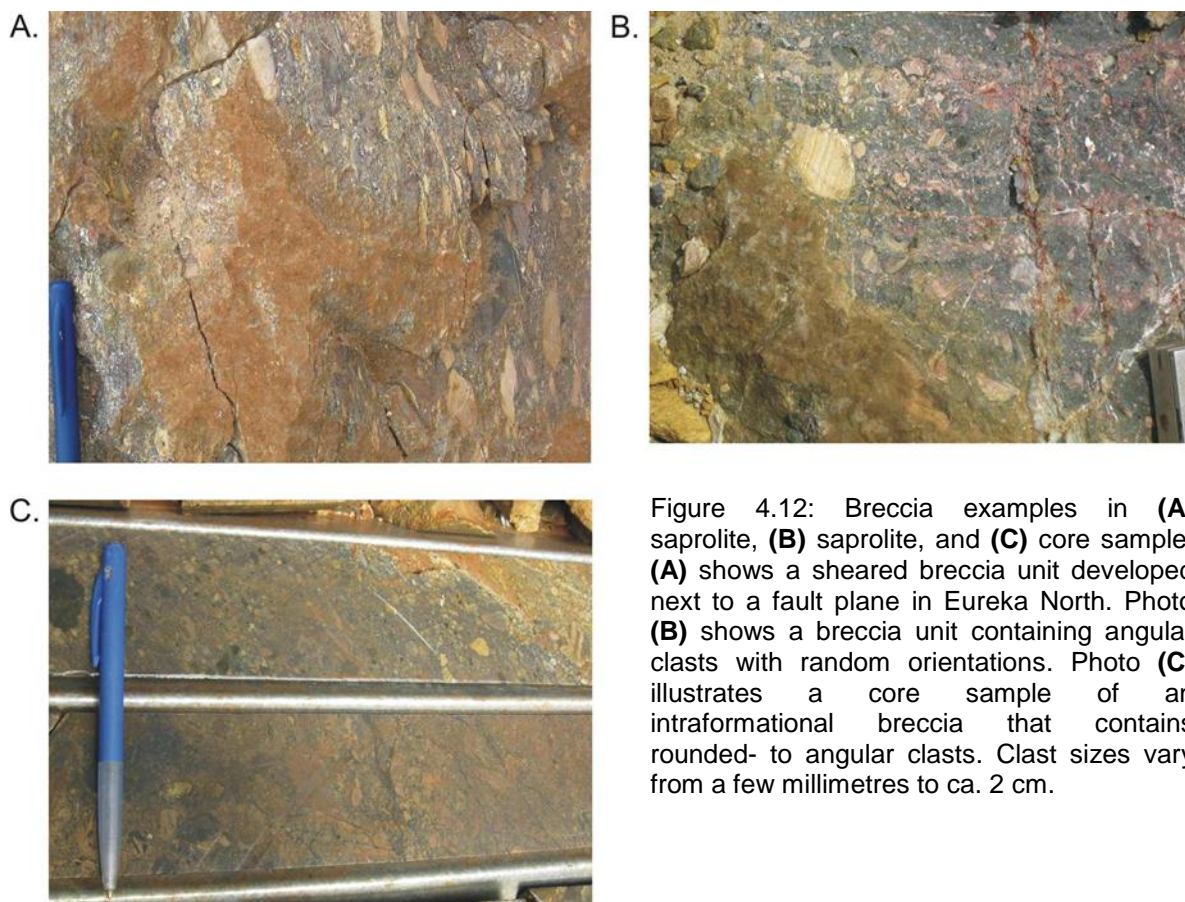 A.
B.
C.
Figure 4.12: Breccia examples in (A
saprolite, (B) saprolite, and (C) core sample
(A) shows a sheared breccia unit developed
next to a fault plane in Eureka North. Photo
(B) shows a breccia unit containing angula
clasts with random orientations. Photo (C
illustrates a core sample of an
intraformational breccia that contains
rounded- to angular clasts. Clast sizes vary
from a few millimetres to ca. 2 cm.